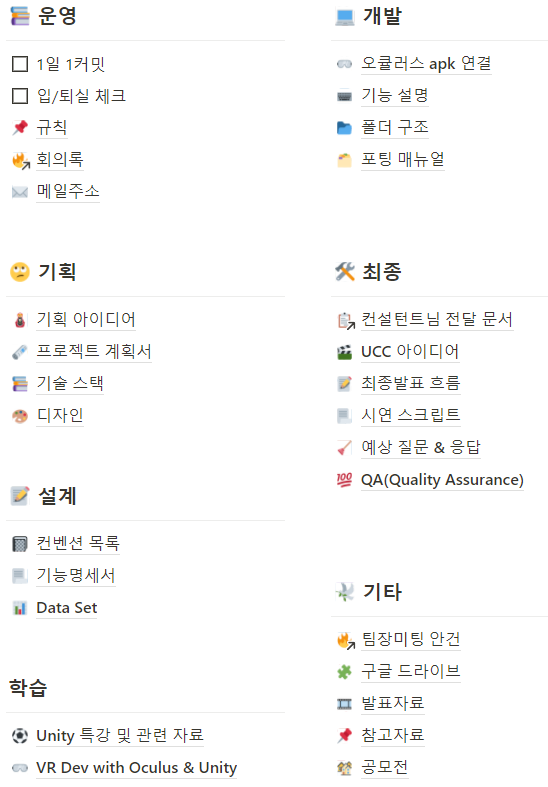 운영
1일 1커밋
입/퇴실 체크
규칙
회의록
메일주소
기획
기획 아이디어
프로젝트 계획서
기술 스택
디자인
설계
컨벤션 목록
기능명세서
Data Set
학습
Unity 특강 및 관련 자료
VR Dev with Oculus & Unity
개발
오큘러스 apk 연결
기능 설명
폴더 구조
포팅 매뉴얼
최종
컨설턴트님 전달 문서
UCC 아이디어
최종발표 흐름
시연 스크립트
예상 질문 & 응답
QA(Quality Assurance)
기타
팀장미팅 안건
구글 드라이브
발표자료
참고자료
공모전